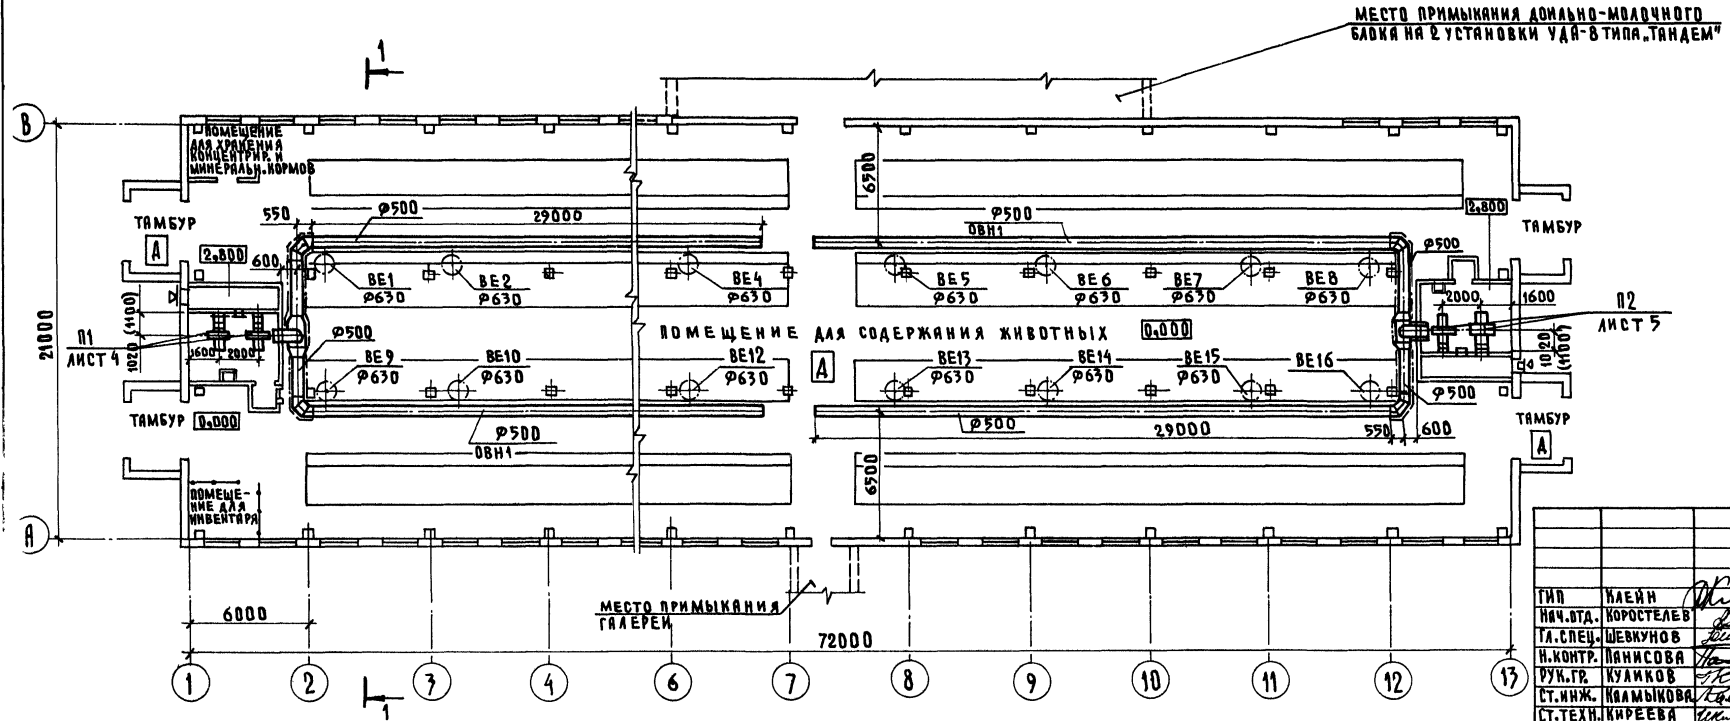 МЕСТО ПРИМЫКАНИЯ ДОИЛЬНО-МОЛОЧНОГО
БЛОКА НА 2 УСТАНОВКИ УДА-8 ТИПА „ТАНДЕМ"
1
В
ПОМЕЩЕНИЕ
ДЛЯ ХРАНЕНИЯ
КОНЦЕНТРИР. И
МИНЕРАЛЬН. КОРМОВ
6500
ТАМБУР
А
550
φ500
29000
φ500
ОВН1
2,800
ТАМБУР
2,800
600
φ500
ВЕ1
φ630
ВЕ2
φ630
ВЕ4
φ630
ВЕ5
φ630
ВЕ6
φ630
ВЕ7
φ630
ВЕ8
φ630
2000
1600
П2
ЛИСТ 5
21000
1020 (1100)
П1
ЛИСТ 4
1600
2000
φ500
ПОМЕЩЕНИЕ ДЛЯ СОДЕРЖАНИЯ ЖИВОТНЫХ
0,000
А
1020
(1100)
ВЕ9
φ630
ВЕ10
φ630
ВЕ12
φ630
ВЕ13
φ630
ВЕ14
φ630
ВЕ15
φ630
ВЕ16
φ630
φ500
ТАМБУР
0,000
φ500
ОВН1
φ500
29000
550
600
ТАМБУР
А
6500
ПОМЕЩЕ-
НИЕ ДЛЯ
ИНВЕНТАРЯ
А
МЕСТО ПРИМЫКАНИЯ
ГАЛЕРЕИ
6000
72000
1
2
3
4
6
7
8
9
10
11
12
13
1
ГИП КЛЕЙН
НАЧ.ОТД. КОРОСТЕЛЕВ
ГЛ.СПЕЦ. ШЕВКУНОВ
Н.КОНТР. ПАНИСОВА
РУК.ГР. КУЛИКОВ
СТ.ИНЖ. КАЛМЫКОВА
СТ.ТЕХН. КИРЕЕВА